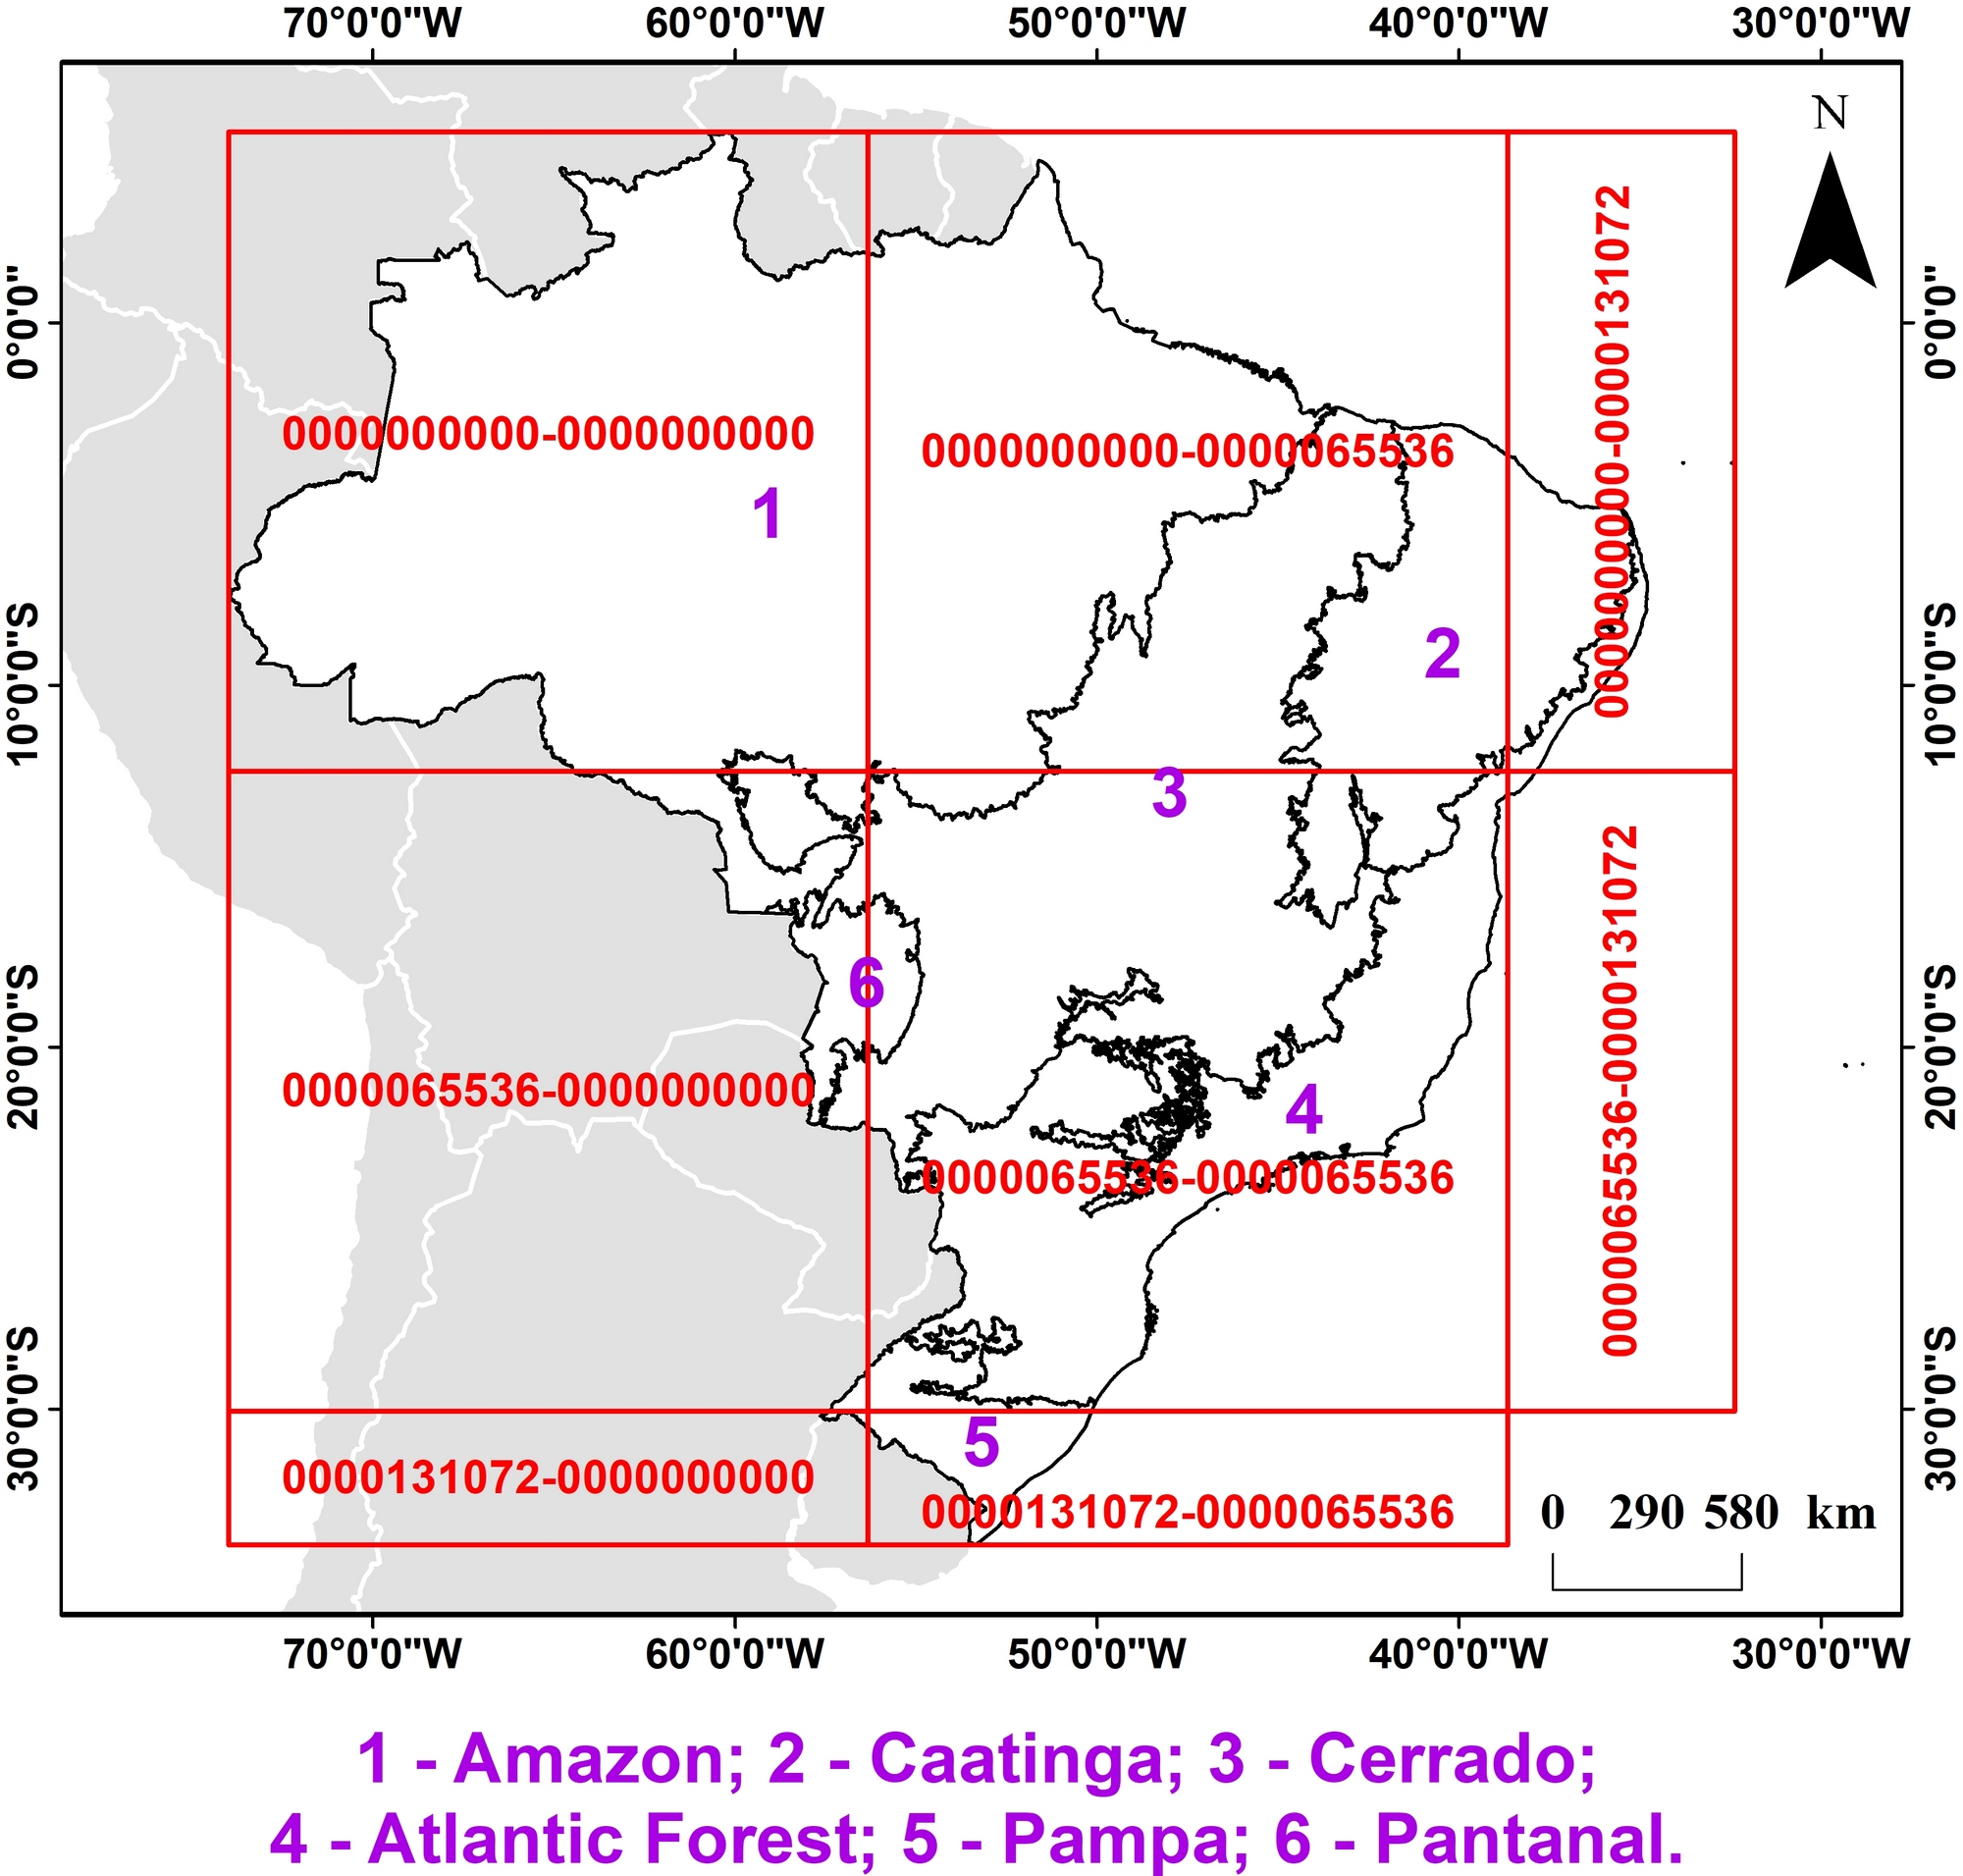 70°0'0"W 60°0'0"W 50°0'0"W 40°0'0"W 30°0'0"W
N
0°0'0"
10°0'0"S
20°0'0"S
30°0'0"S
0°0'0"
10°0'0"S
20°0'0"S
30°0'0"S
0000000000-0000000000
0000000000-0000065536
0000000000-0000131072
1
2
3
6
0000065536-0000000000
4
0000065536-0000065536
0000065536-0000131072
5
0000131072-0000000000
0000131072-0000065536
0 290 580 km
70°0'0"W 60°0'0"W 50°0'0"W 40°0'0"W 30°0'0"W
1 - Amazon; 2 - Caatinga; 3 - Cerrado;
4 - Atlantic Forest; 5 - Pampa; 6 - Pantanal.